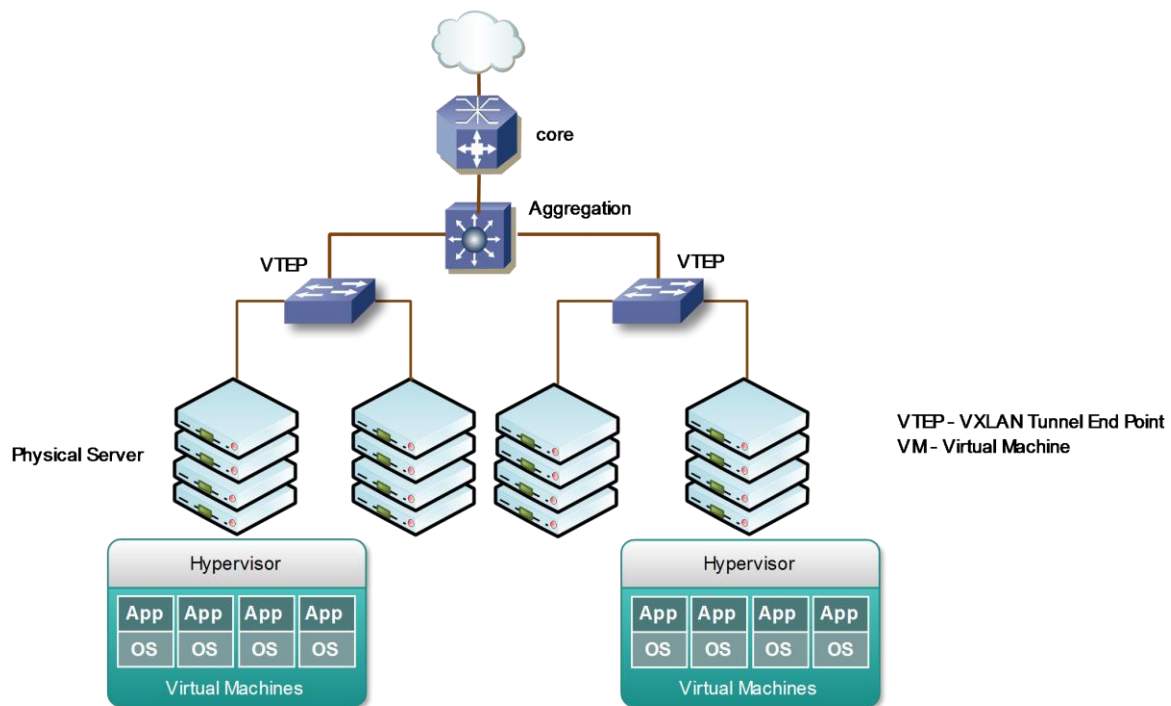 core
Aggregation
VTEP
VTEP
Physical Server
VTEP - VXLAN Tunnel End Point
VM - Virtual Machine
Hypervisor
App App App App
OS OS OS OS
Virtual Machines
Hypervisor
App App App App
OS OS OS OS
Virtual Machines